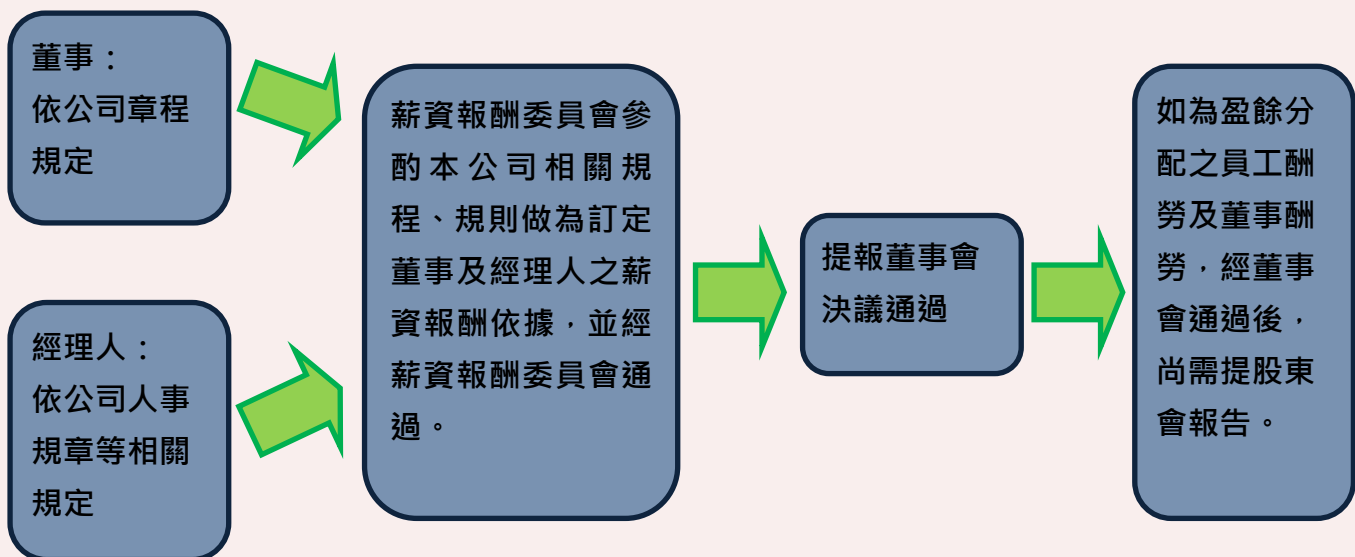 董事：
依公司章程
規定
經理人：
依公司人事
規章等相關
規定
薪資報酬委員會參
酌本公司相關規
程、規則做為訂定
董事及經理人之薪
資報酬依據，並經
薪資報酬委員會通
過。
提報董事會
決議通過
如為盈餘分
配之員工酬
勞及董事酬
勞，經董事
會通過後，
尚需提股東
會報告。